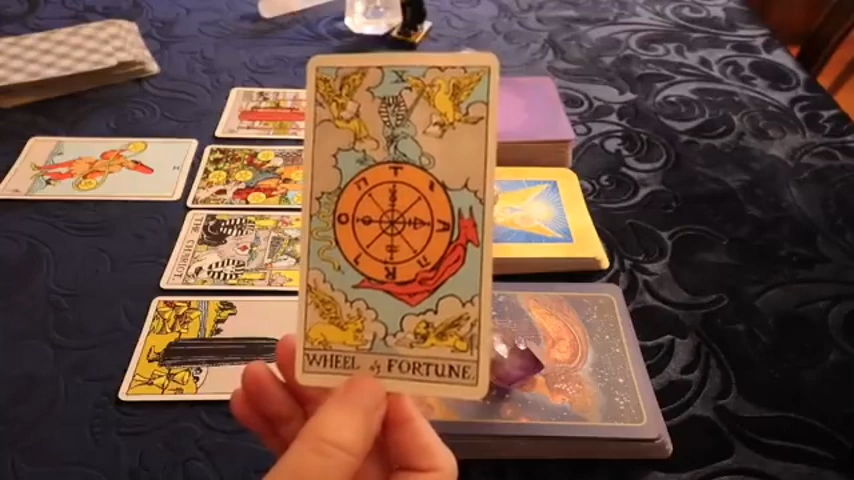 X
T
A
R
O
WHEEL of FORTUNE.
THE CHARIOT.